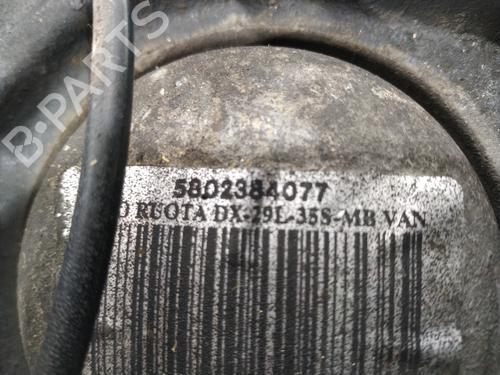 5802384077
RUOTA DX-29L-35S-MB VAN
B-PARTS